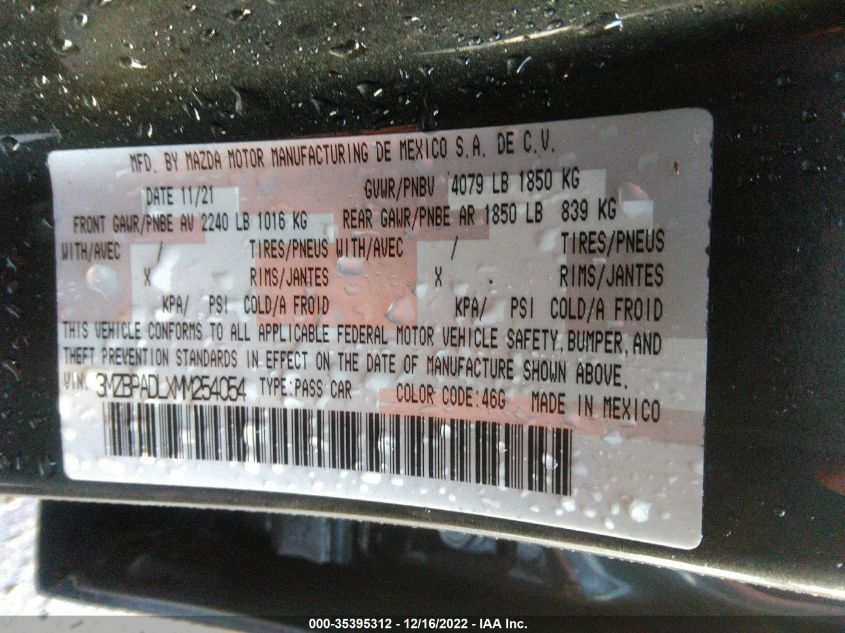 MFD. BY MAZDA MOTOR MANUFACTURING DE MEXICO S.A. DE C.V.
DATE 11/21 GVWR/PNBV 4079 LB 1850 KG
FRONT GAWR/PNBE AV 2240 LB 1016 KG REAR GAWR/PNBE AR 1850 LB 839 KG
WITH/AVEC / TIRES/PNEUS WITH/AVEC / TIRES/PNEUS
X RIMS/JANTES X RIMS/JANTES
KPA/ PSI COLD/A FROID KPA/ PSI COLD/A FROID
THIS VEHICLE CONFORMS TO ALL APPLICABLE FEDERAL MOTOR VEHICLE SAFETY, BUMPER, AND
THEFT PREVENTION STANDARDS IN EFFECT ON THE DATE OF MANUFACTURE SHOWN ABOVE.
VIN: 3MZBPADLXMM254054 TYPE:PASS CAR COLOR CODE:46G MADE IN MEXICO
000-35395312 - 12/16/2022 - IAA Inc.